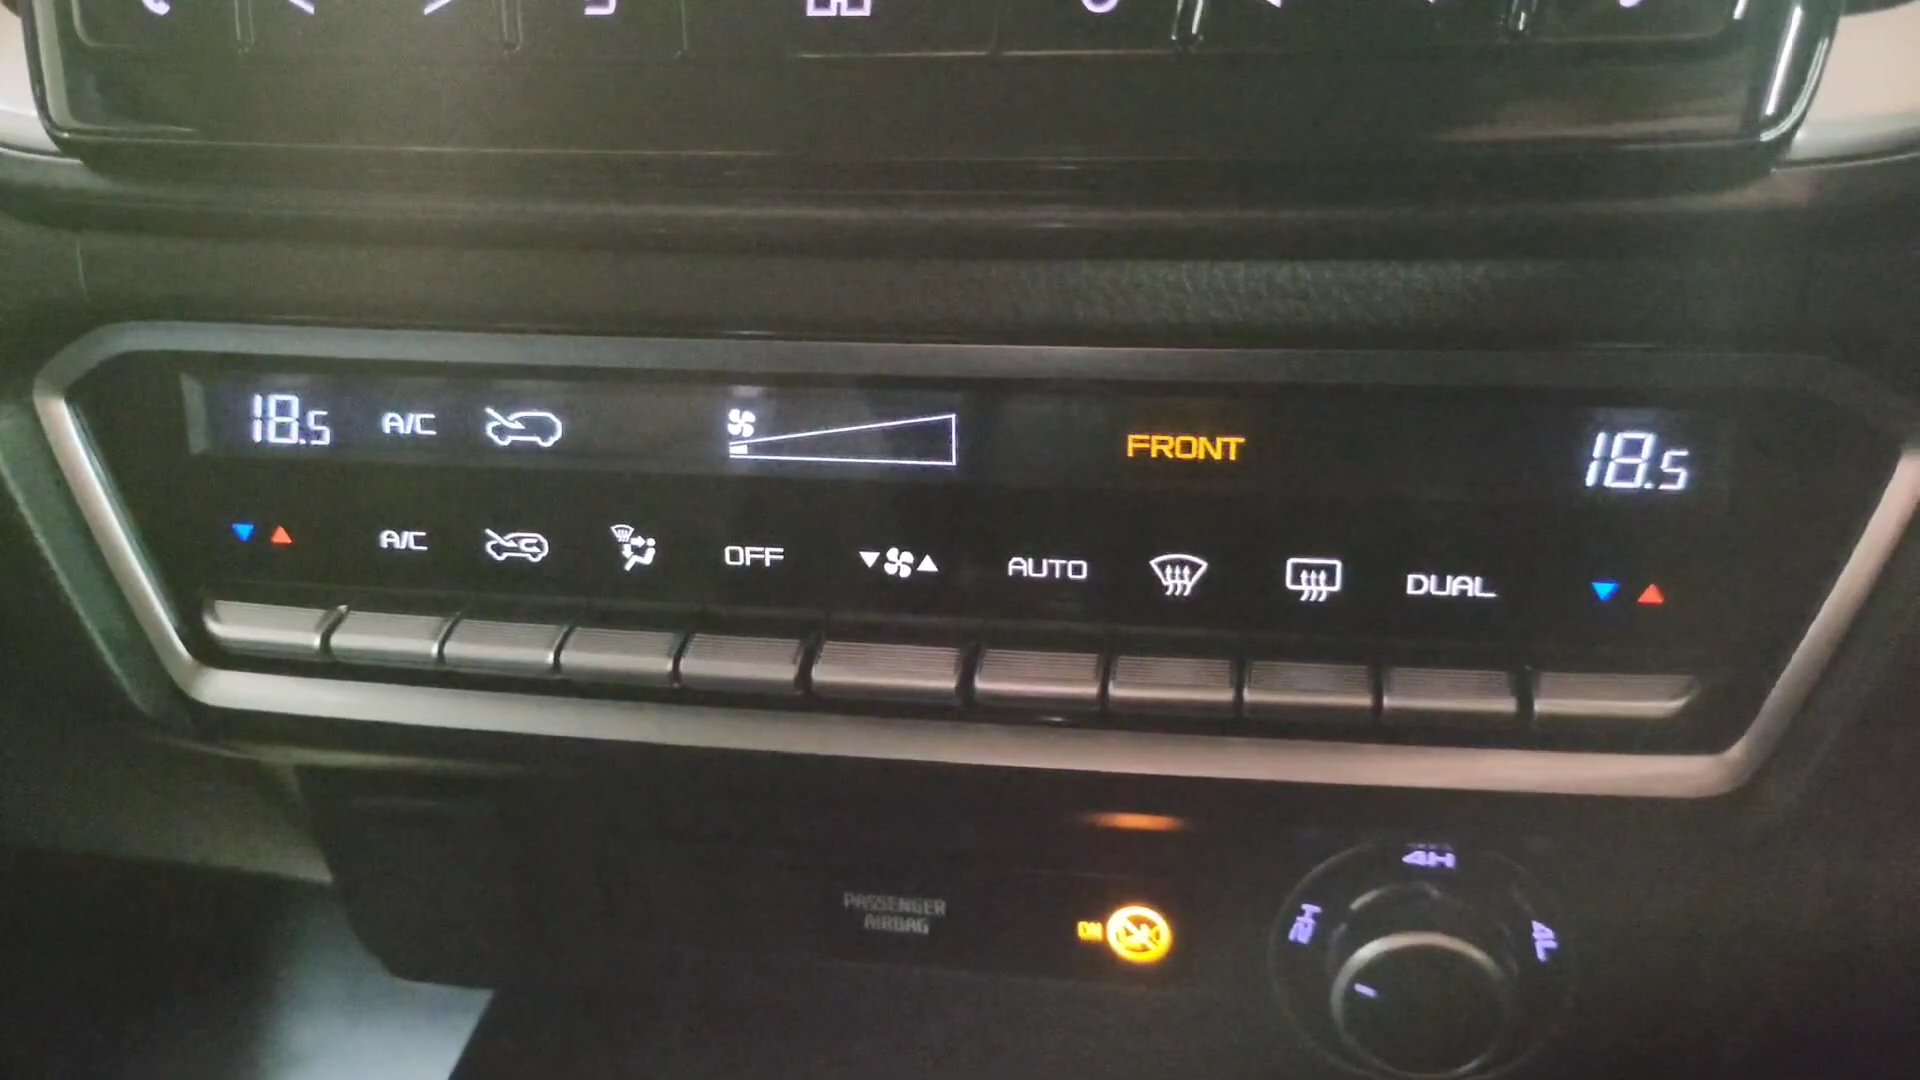 18.5 A/C FRONT 18.5
A/C OFF AUTO DUAL
PASSENGER
AIRBAG
ON
4H
2H
4L